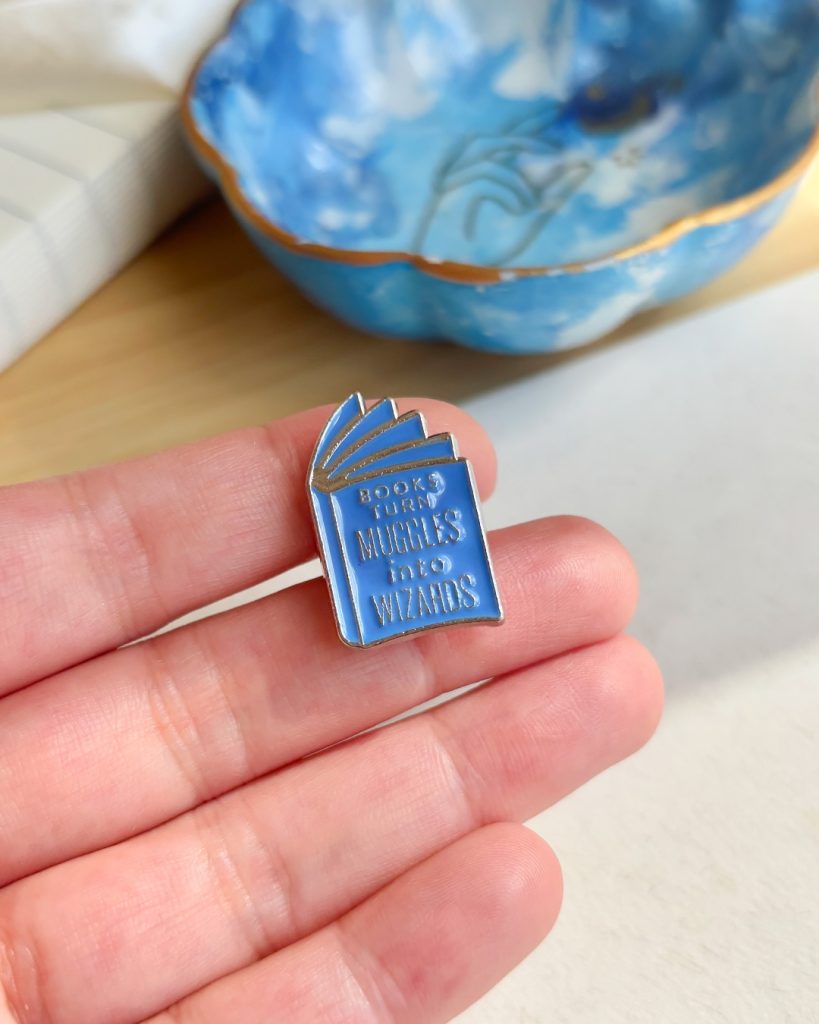 BOOKS
TURN
MUGGLES
into
WIZARDS